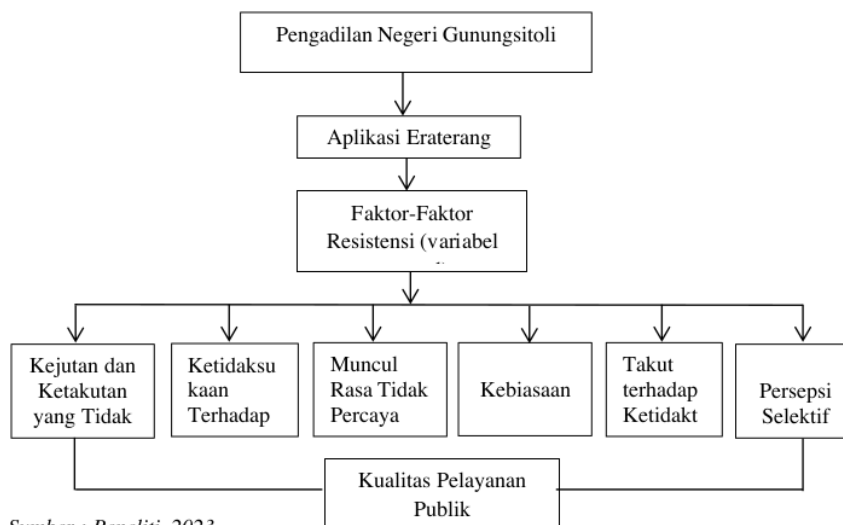 Pengadilan Negeri Gunungsitoli
Aplikasi Eraterang
Faktor-Faktor
Resistensi (variabel
Kejutan dan
Ketakutan
yang Tidak
Ketidaksu
kaan
Terhadap
Muncul
Rasa Tidak
Percaya
Kebiasaan
Takut
terhadap
Ketidakt
Persepsi
Selektif
Kualitas Pelayanan
Publik
Sumber : Peneliti, 2023